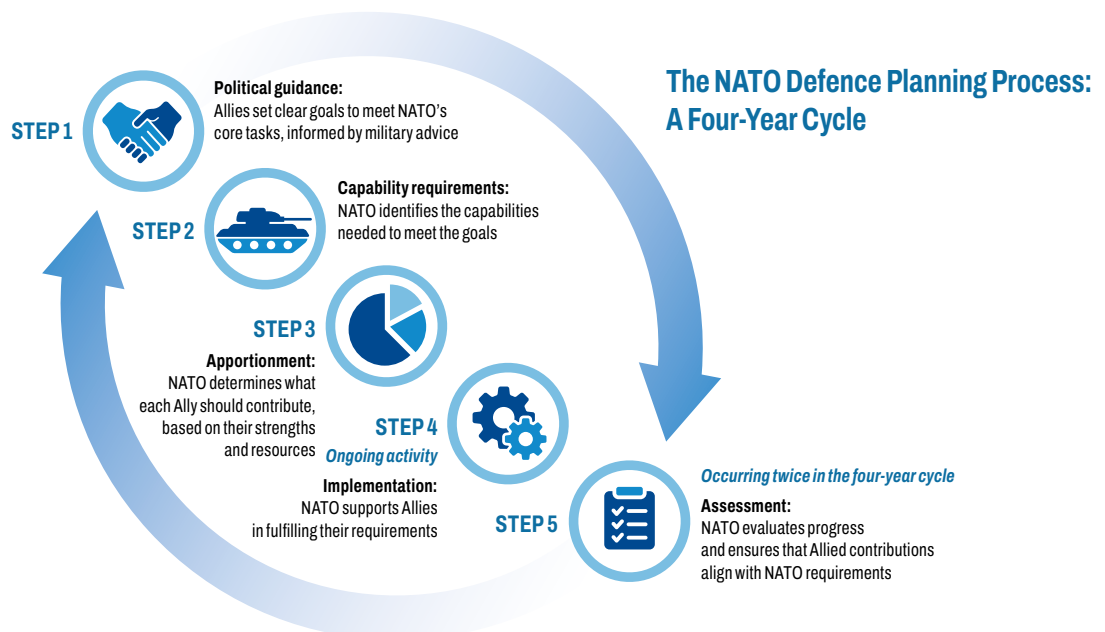 The NATO Defence Planning Process:
A Four-Year Cycle
STEP 1
Political guidance:
Allies set clear goals to meet NATO's
core tasks, informed by military advice
STEP 2
Capability requirements:
NATO identifies the capabilities
needed to meet the goals
STEP 3
Apportionment:
NATO determines what
each Ally should contribute,
based on their strengths
and resources
STEP 4
Ongoing activity
Implementation:
NATO supports Allies
in fulfilling their requirements
STEP 5
Occurring twice in the four-year cycle
Assessment:
NATO evaluates progress
and ensures that Allied contributions
align with NATO requirements